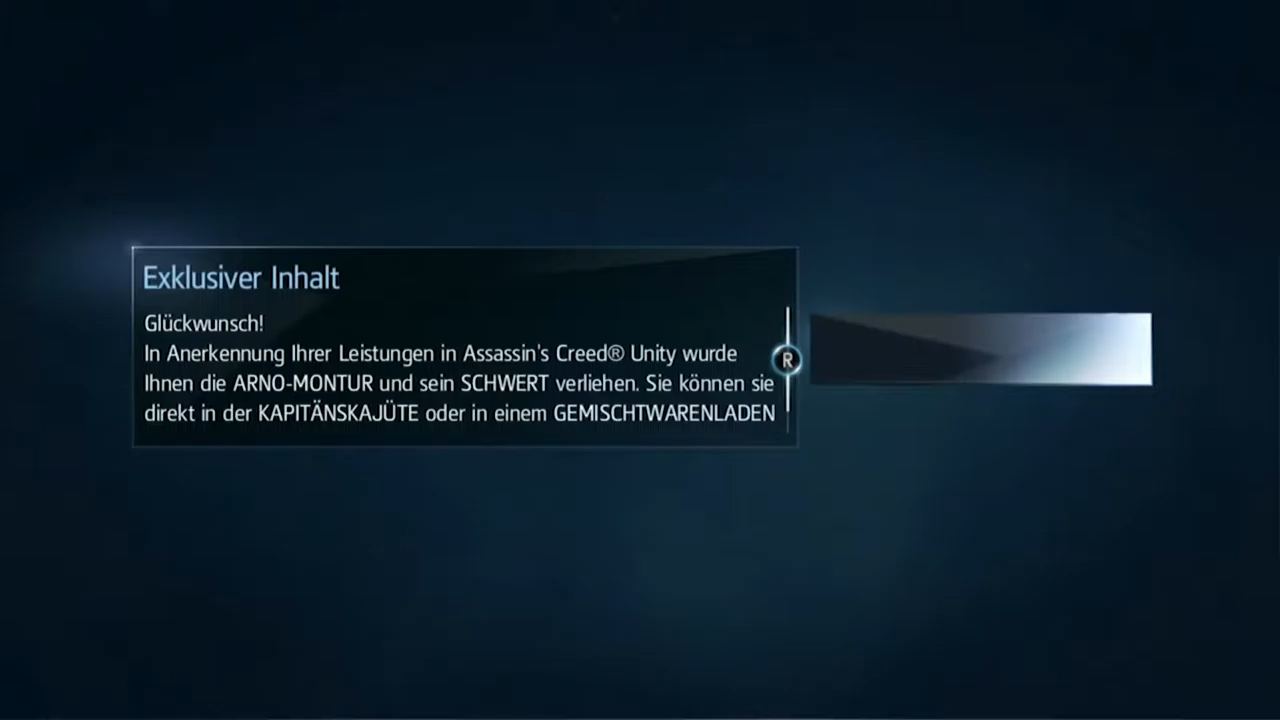 Exklusiver Inhalt
Glückwunsch!
In Anerkennung Ihrer Leistungen in Assassin's Creed® Unity wurde
Ihnen die ARNO-MONTUR und sein SCHWERT verliehen. Sie können sie
direkt in der KAPITÄNSKAJÜTE oder in einem GEMISCHTWARENLADEN
R